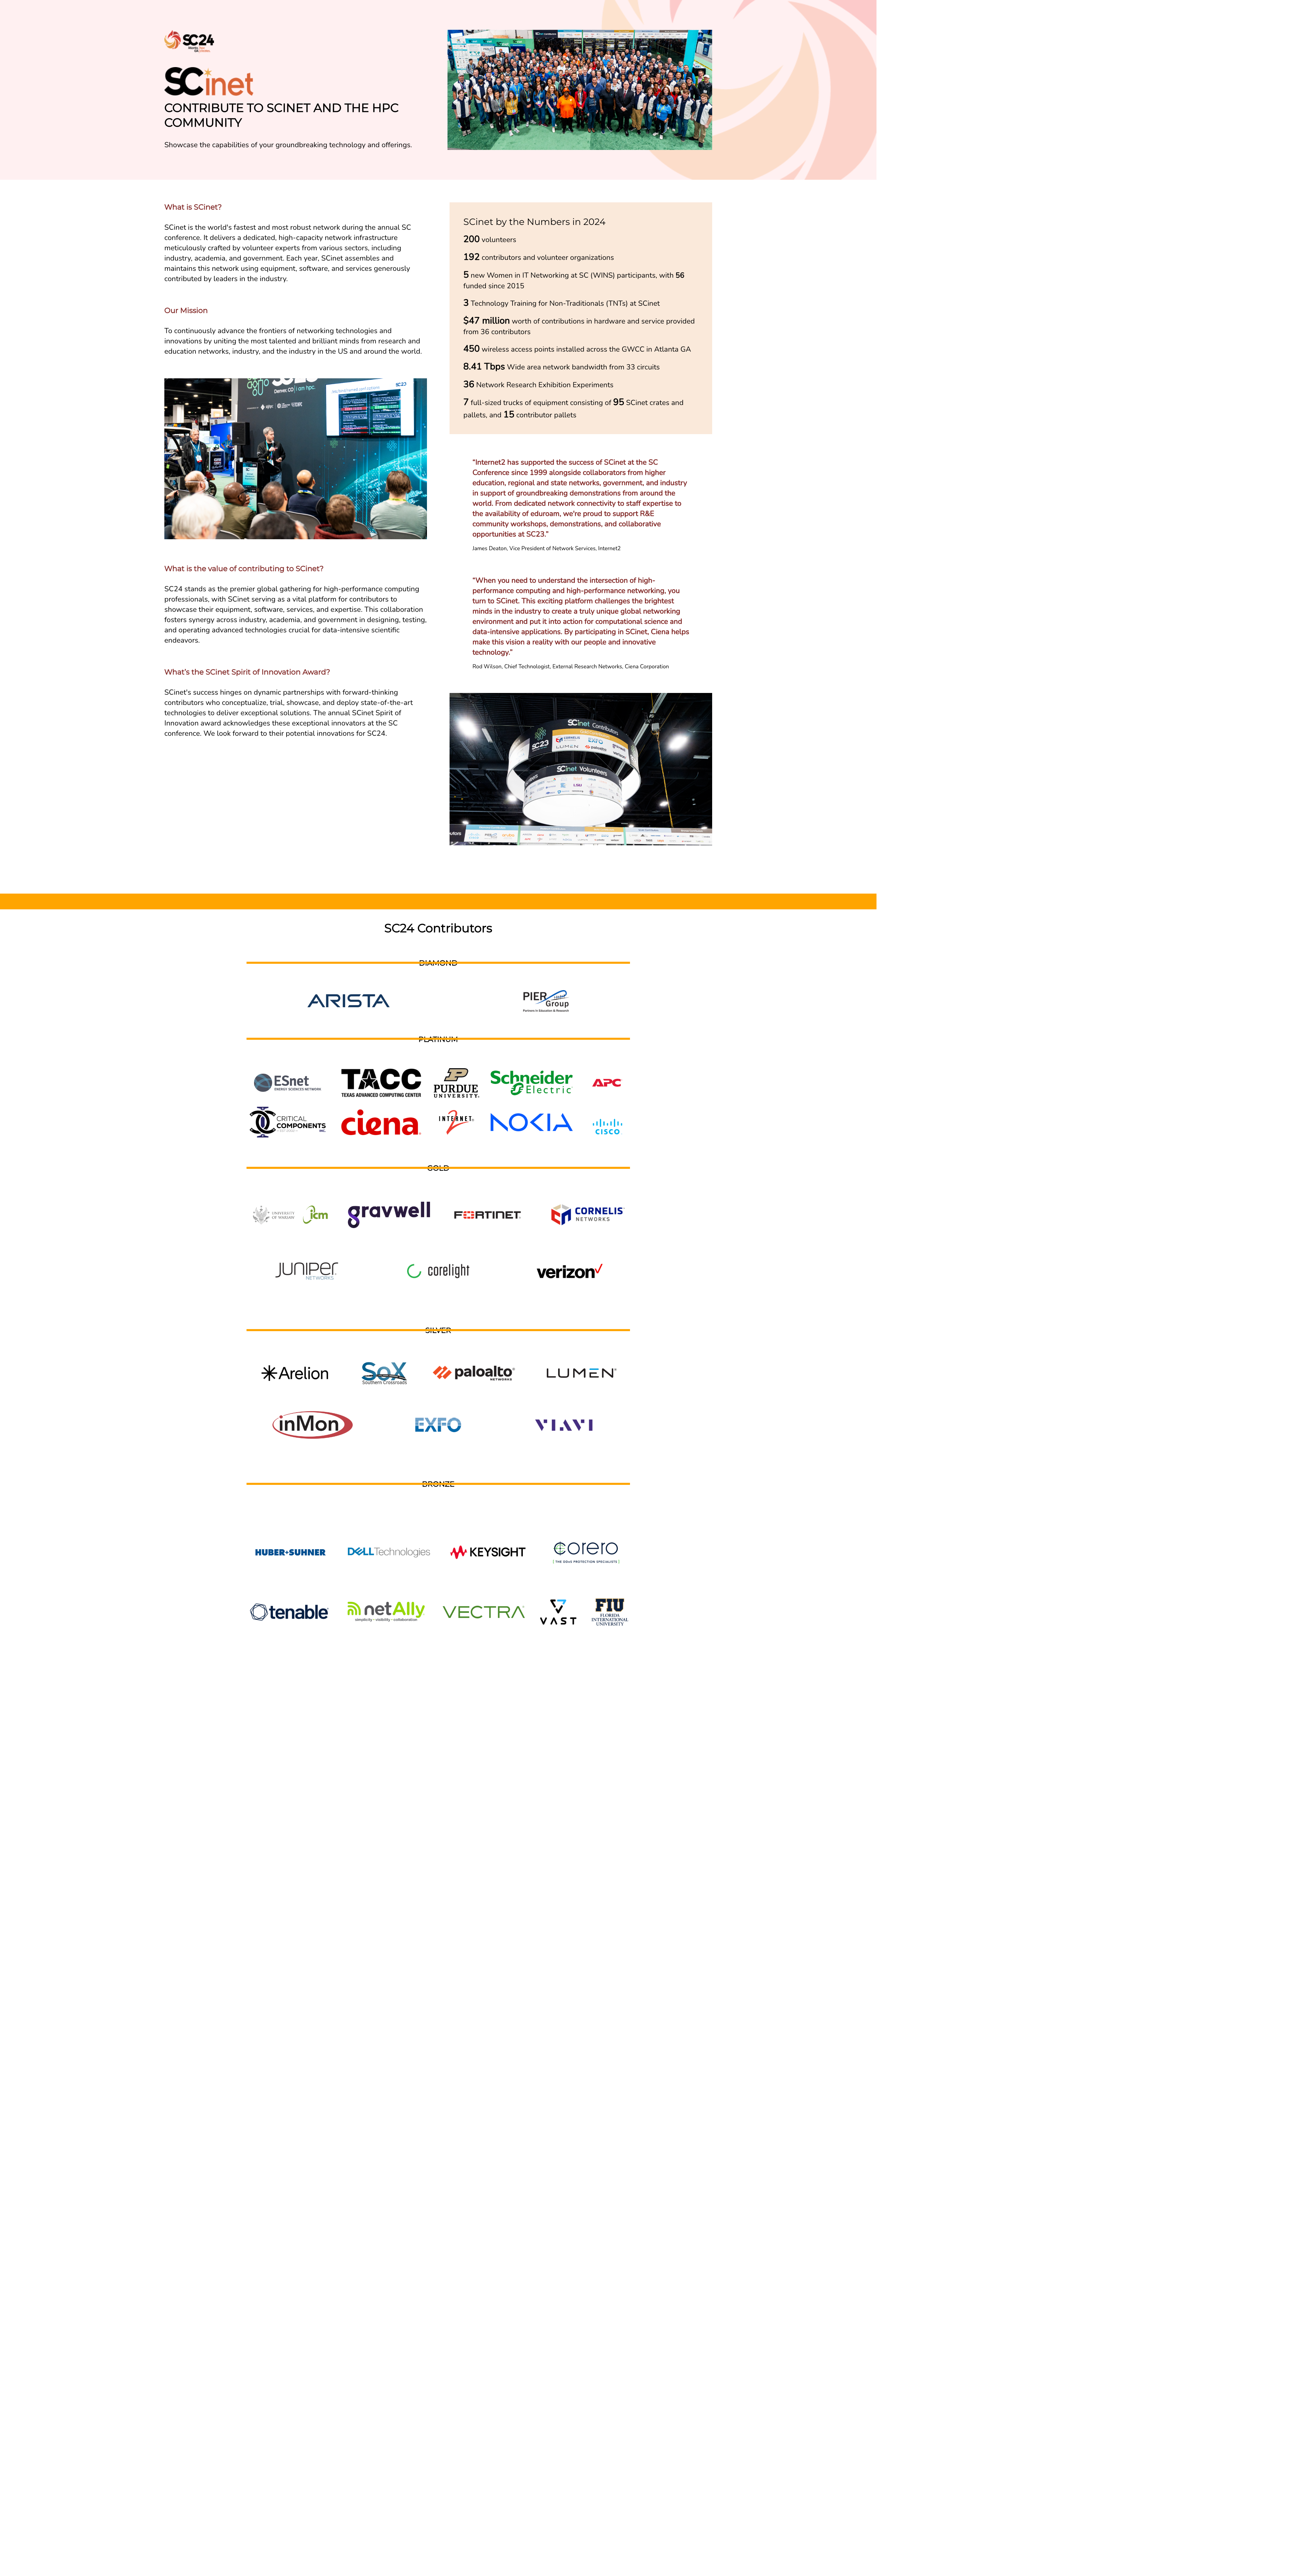 SC24
SCinet
CONTRIBUTE TO SCINET AND THE HPC
COMMUNITY
Showcase the capabilities of your groundbreaking technology and offerings.
What is SCinet?
SCinet is the world's fastest and most robust network during the annual SC
conference. It delivers a dedicated, high-capacity network infrastructure
meticulously crafted by volunteer experts from various sectors, including
industry, academia, and government. Each year, SCinet assembles and
maintains this network using equipment, software, and services generously
contributed by leaders in the industry.
Our Mission
To continuously advance the frontiers of networking technologies and
innovations by uniting the most talented and brilliant minds from research and
education networks, industry, and the industry in the US and around the world.
Denver, CO | i am hpc.
SC23
What is the value of contributing to SCinet?
SC24 stands as the premier global gathering for high-performance computing
professionals, with SCinet serving as a vital platform for contributors to
showcase their equipment, software, services, and expertise. This collaboration
fosters synergy across industry, academia, and government in designing, testing,
and operating advanced technologies crucial for data-intensive scientific
endeavors.
What's the SCinet Spirit of Innovation Award?
SCinet's success hinges on dynamic partnerships with forward-thinking
contributors who conceptualize, trial, showcase, and deploy state-of-the-art
technologies to deliver exceptional solutions. The annual SCinet Spirit of
Innovation award acknowledges these exceptional innovators at the SC
conference. We look forward to their potential innovations for SC24.
SCinet by the Numbers in 2024
200 volunteers
192 contributors and volunteer organizations
5 new Women in IT Networking at SC (WINS) participants, with 56
funded since 2015
3 Technology Training for Non-Traditionals (TNTs) at SCinet
$47 million worth of contributions in hardware and service provided
from 36 contributors
450 wireless access points installed across the GWCC in Atlanta GA
8.41 Tbps Wide area network bandwidth from 33 circuits
36 Network Research Exhibition Experiments
7 full-sized trucks of equipment consisting of 95 SCinet crates and
pallets, and 15 contributor pallets
"Internet2 has supported the success of SCinet at the SC
Conference since 1999 alongside collaborators from higher
education, regional and state networks, government, and industry
in support of groundbreaking demonstrations from around the
world. From dedicated network connectivity to staff expertise to
the availability of eduroam, we're proud to support R&E
community workshops, demonstrations, and collaborative
opportunities at SC23."
James Deaton, Vice President of Network Services, Internet2
"When you need to understand the intersection of high-
performance computing and high-performance networking, you
turn to SCinet. This exciting platform challenges the brightest
minds in the industry to create a truly unique global networking
environment and put it into action for computational science and
data-intensive applications. By participating in SCinet, Ciena helps
make this vision a reality with our people and innovative
technology."
Rod Wilson, Chief Technologist, External Research Networks, Ciena Corporation
SCinet Contributors
SC23
CORNELIS
EXFO
LUMEN
paloalto
SCinet Volunteers
SC24 Contributors
DIAMOND
ARISTA
PIER
Group
Partners in Education & Research
PLATINUM
ESnet
ENERGY SCIENCES NETWORK
TACC
TEXAS ADVANCED COMPUTING CENTER
P
PURDUE
UNIVERSITY®
Schneider
Electric
APC
CRITICAL
COMPONENTS
INC.
ciena
INTERNET2
NOKIA
CISCO
GOLD
UNIVERSITY
OF WARSAW
icm
gravwell
FORTINET
CORNELIS
NETWORKS
JUNIPER
NETWORKS
corelight
verizon
SILVER
Arelion
SoX
Southern Crossroads
paloalto
NETWORKS
LUMEN®
inMon
EXFO
VIAVI
BRONZE
HUBER+SUHNER
DELLTechnologies
KEYSIGHT
corero
[ THE DDoS PROTECTION SPECIALISTS ]
tenable
netAlly
simplicity • visibility • collaboration
VECTRA
VAST
FIU
FLORIDA
INTERNATIONAL
UNIVERSITY